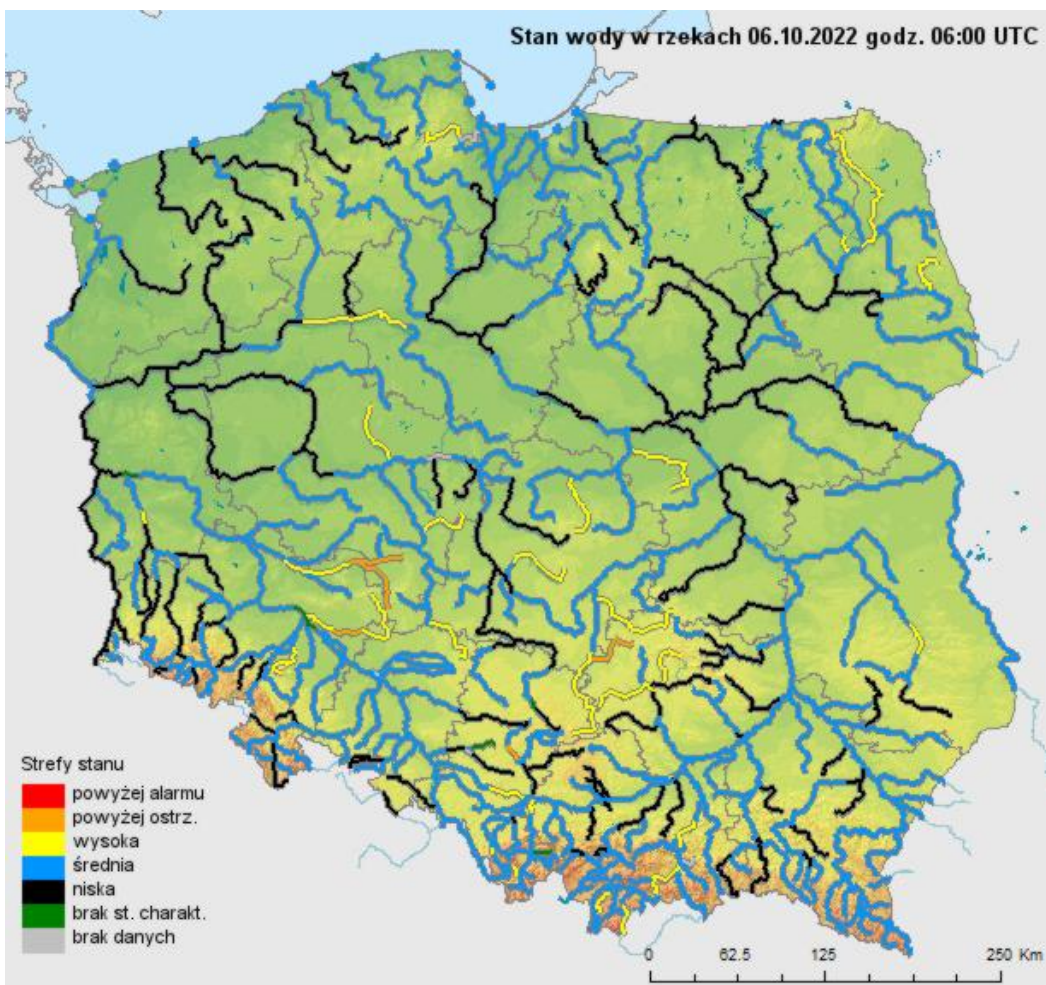 Stan wody w rzekach 06.10.2022 godz. 06:00 UTC
Strefy stanu
powyżej alarmu
powyżej ostrz.
wysoka
średnia
niska
brak st. charakt.
brak danych
0 62.5 125 250 Km